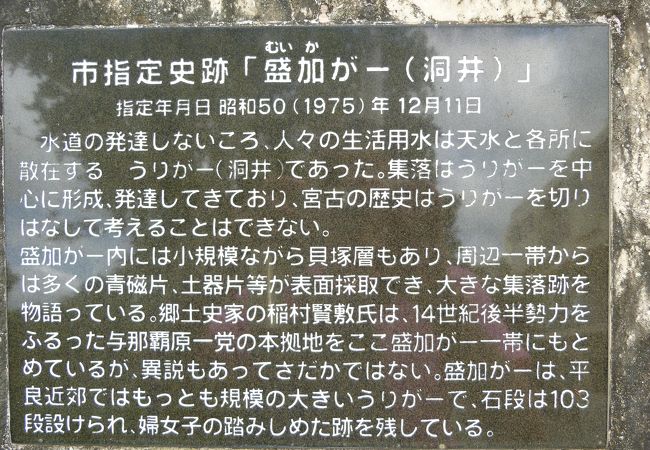 むいか
市指定史跡「盛加がー(洞井)」
指定年月日 昭和50(1975)年 12月11日
水道の発達しないころ、人々の生活用水は天水と各所に
散在する うりがー(洞井)であった。集落はうりがーを中
心に形成、発達してきており、宮古の歴史はうりがーを切り
はなして考えることはできない。
盛加がー内には小規模ながら貝塚層もあり、周辺一帯から
は多くの青磁片、土器片等が表面採取でき、大きな集落跡を
物語っている。郷土史家の稲村賢敷氏は、14世紀後半勢力を
ふるった与那覇原一党の本拠地をここ盛加がー一帯にもと
めているが、異説もあってさだかではない。盛加がーは、平
良近郊ではもっとも規模の大きいうりがーで、石段は103
段設けられ、婦女子の踏みしめた跡を残している。